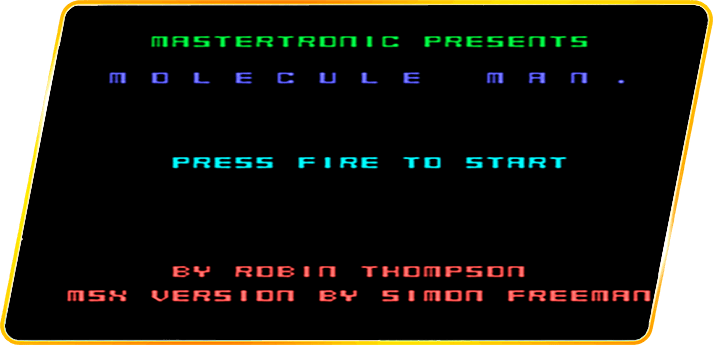 MASTERTRONIC PRESENTS
MOLECULE MAN.
PRESS FIRE TO START
BY ROBIN THOMPSON
MSX VERSION BY SIMON FREEMAN